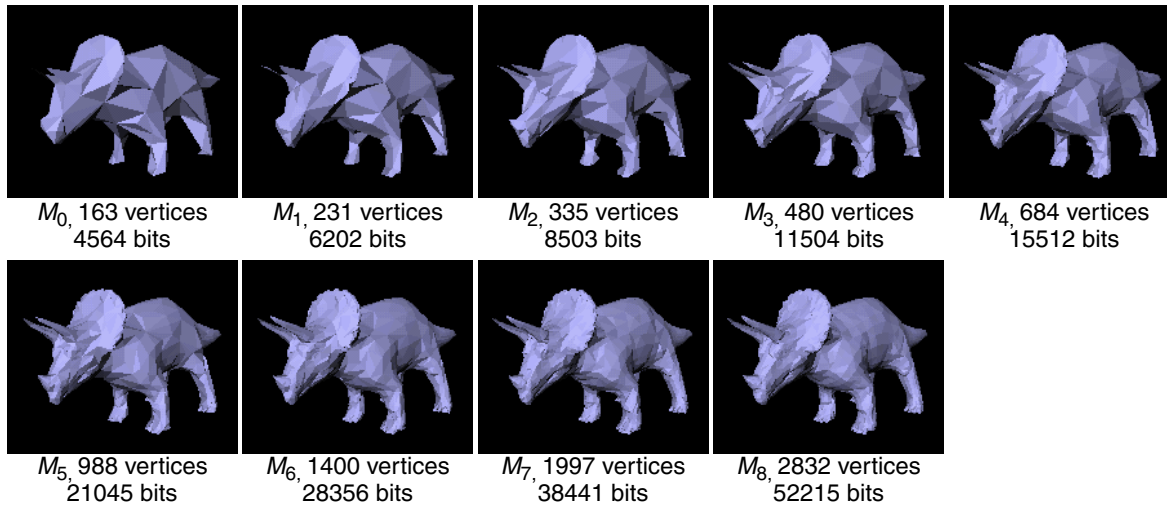 M0, 163 vertices
4564 bits
M1, 231 vertices
6202 bits
M2, 335 vertices
8503 bits
M3, 480 vertices
11504 bits
M4, 684 vertices
15512 bits
M5, 988 vertices
21045 bits
M6, 1400 vertices
28356 bits
M7, 1997 vertices
38441 bits
M8, 2832 vertices
52215 bits